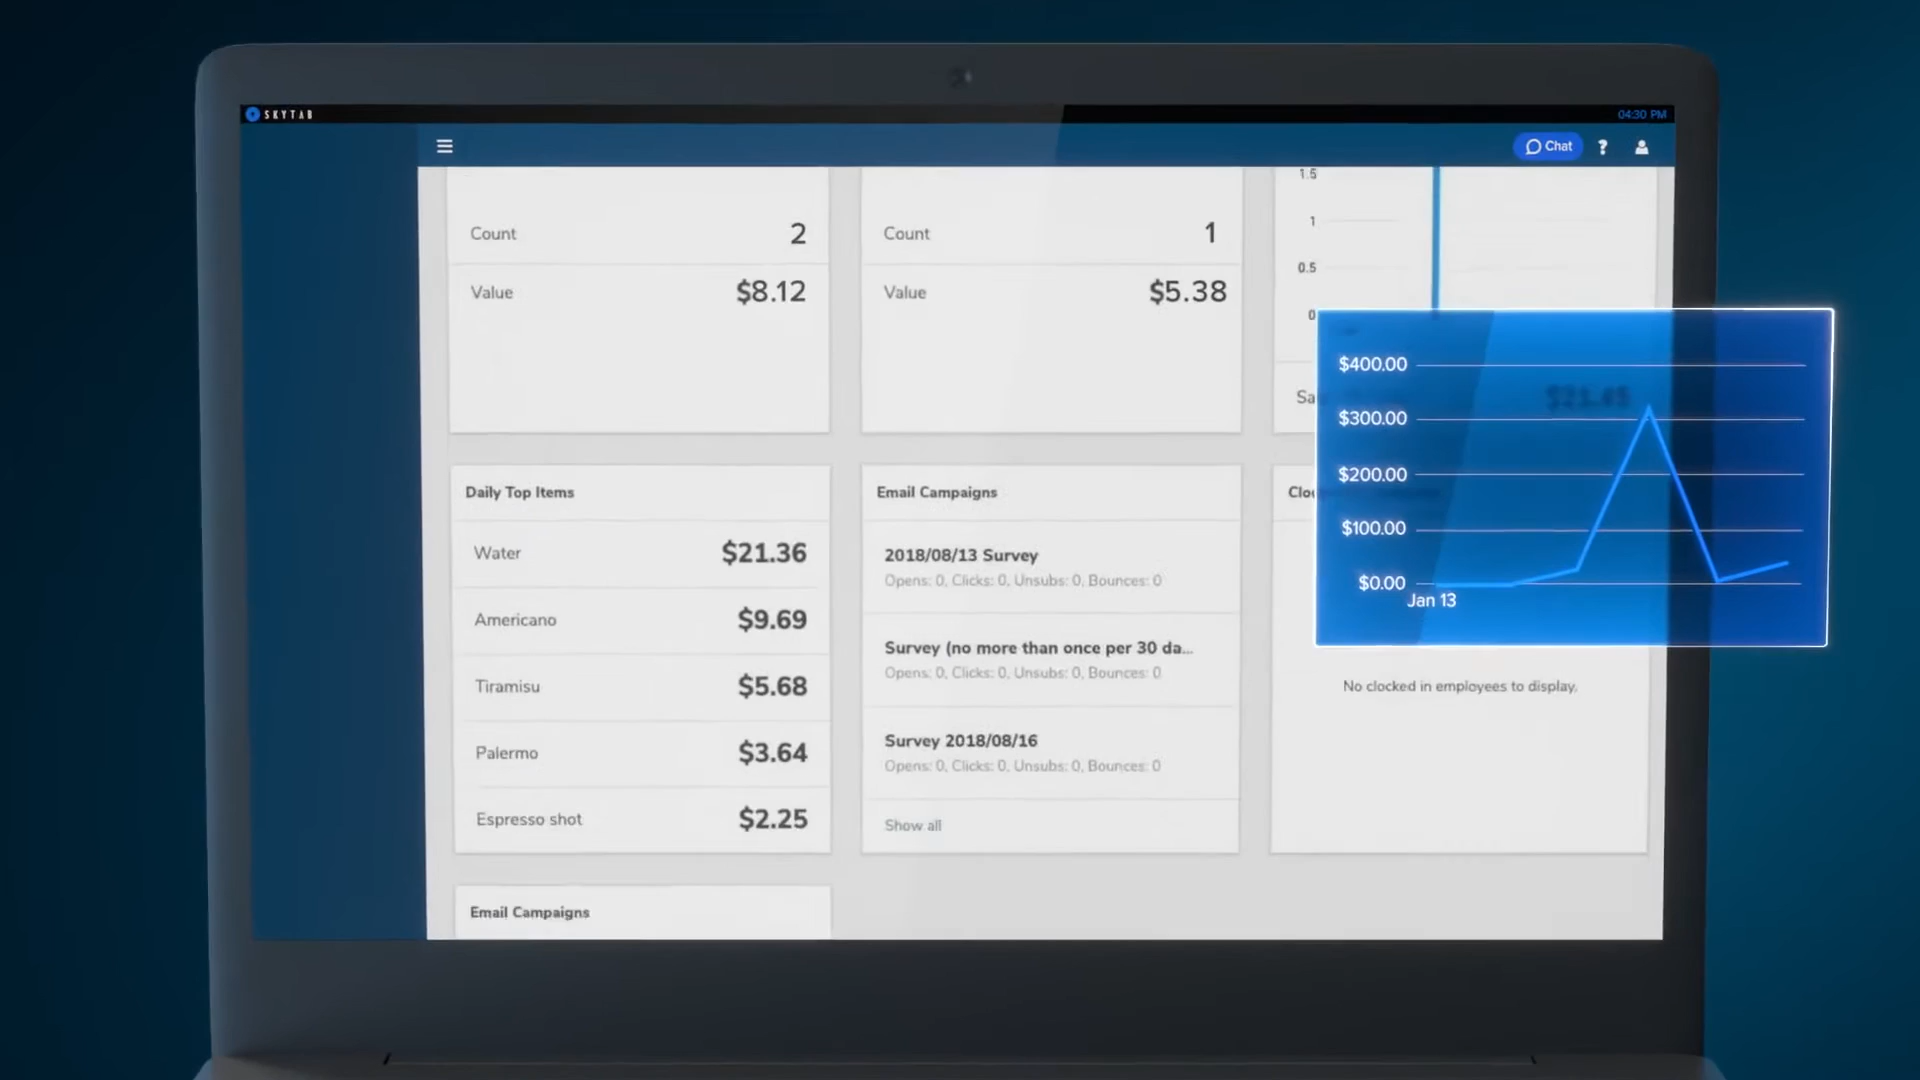 SKYTAB
04:30 PM
Chat
?
Count 2
Value $8.12
Count 1
Value $5.38
1.5
1
0.5
0
Sa
$400.00
$300.00
$200.00
$100.00
$0.00
Jan 13
Daily Top Items
Water $21.36
Americano $9.69
Tiramisu $5.68
Palermo $3.64
Espresso shot $2.25
Email Campaigns
2018/08/13 Survey
Opens: 0, Clicks: 0, Unsubs: 0, Bounces: 0
Survey (no more than once per 30 da...
Opens: 0, Clicks: 0, Unsubs: 0, Bounces: 0
Survey 2018/08/16
Opens: 0, Clicks: 0, Unsubs: 0, Bounces: 0
Show all
Clo
No clocked in employees to display.
Email Campaigns